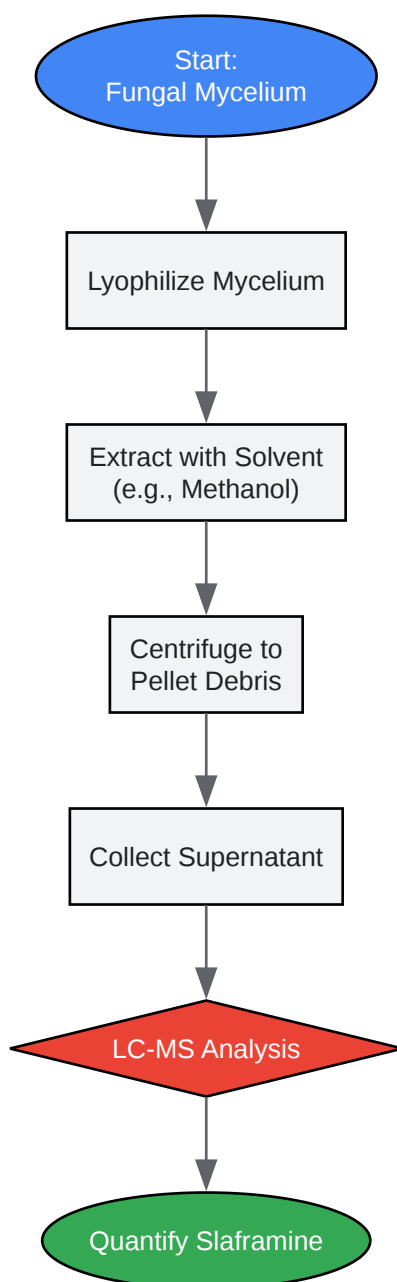 Start:
Fungal Mycelium
Lyophilize Mycelium
Extract with Solvent
(e.g., Methanol)
Centrifuge to
Pellet Debris
Collect Supernatant
LC-MS Analysis
Quantify Slaframine